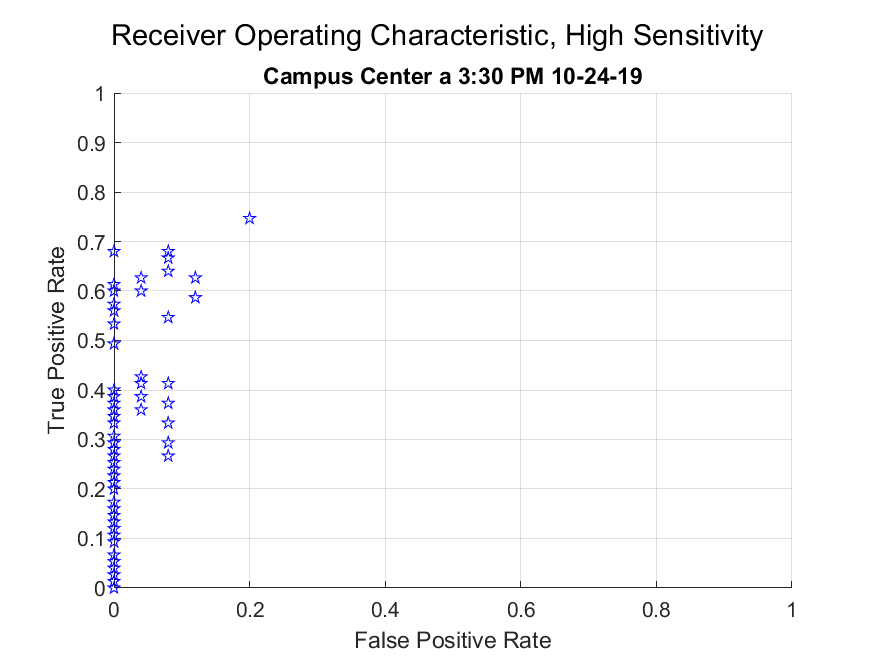 Receiver Operating Characteristic, High Sensitivity
Campus Center a 3:30 PM 10-24-19
1
0.9
0.8
0.7
0.6
0.5
0.4
0.3
0.2
0.1
0
True Positive Rate
0 0.2 0.4 0.6 0.8 1
False Positive Rate